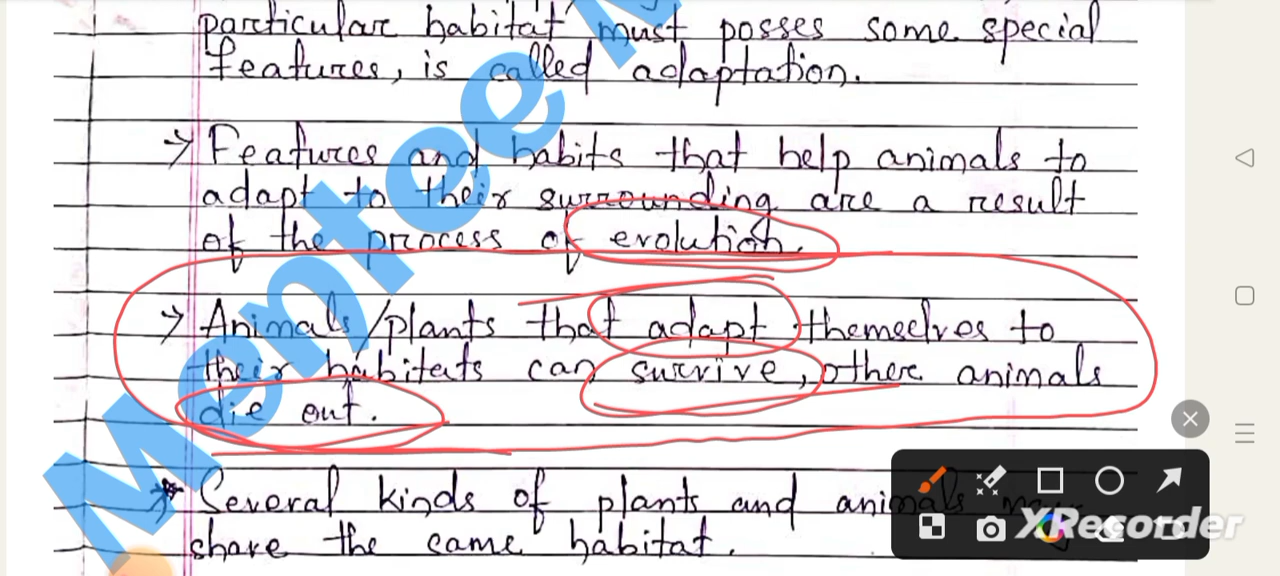 particular habitat must posses some special
features, is called adaptation.
→ Features and habits that help animals to
adapt to their surrounding are a result
of the process of evolution.
→ Animals/plants that adapt themselves to
their habitats can survive, other animals
die out.
→ Several kinds of plants and animals may
share the same habitat.
Mentee
XRecorder